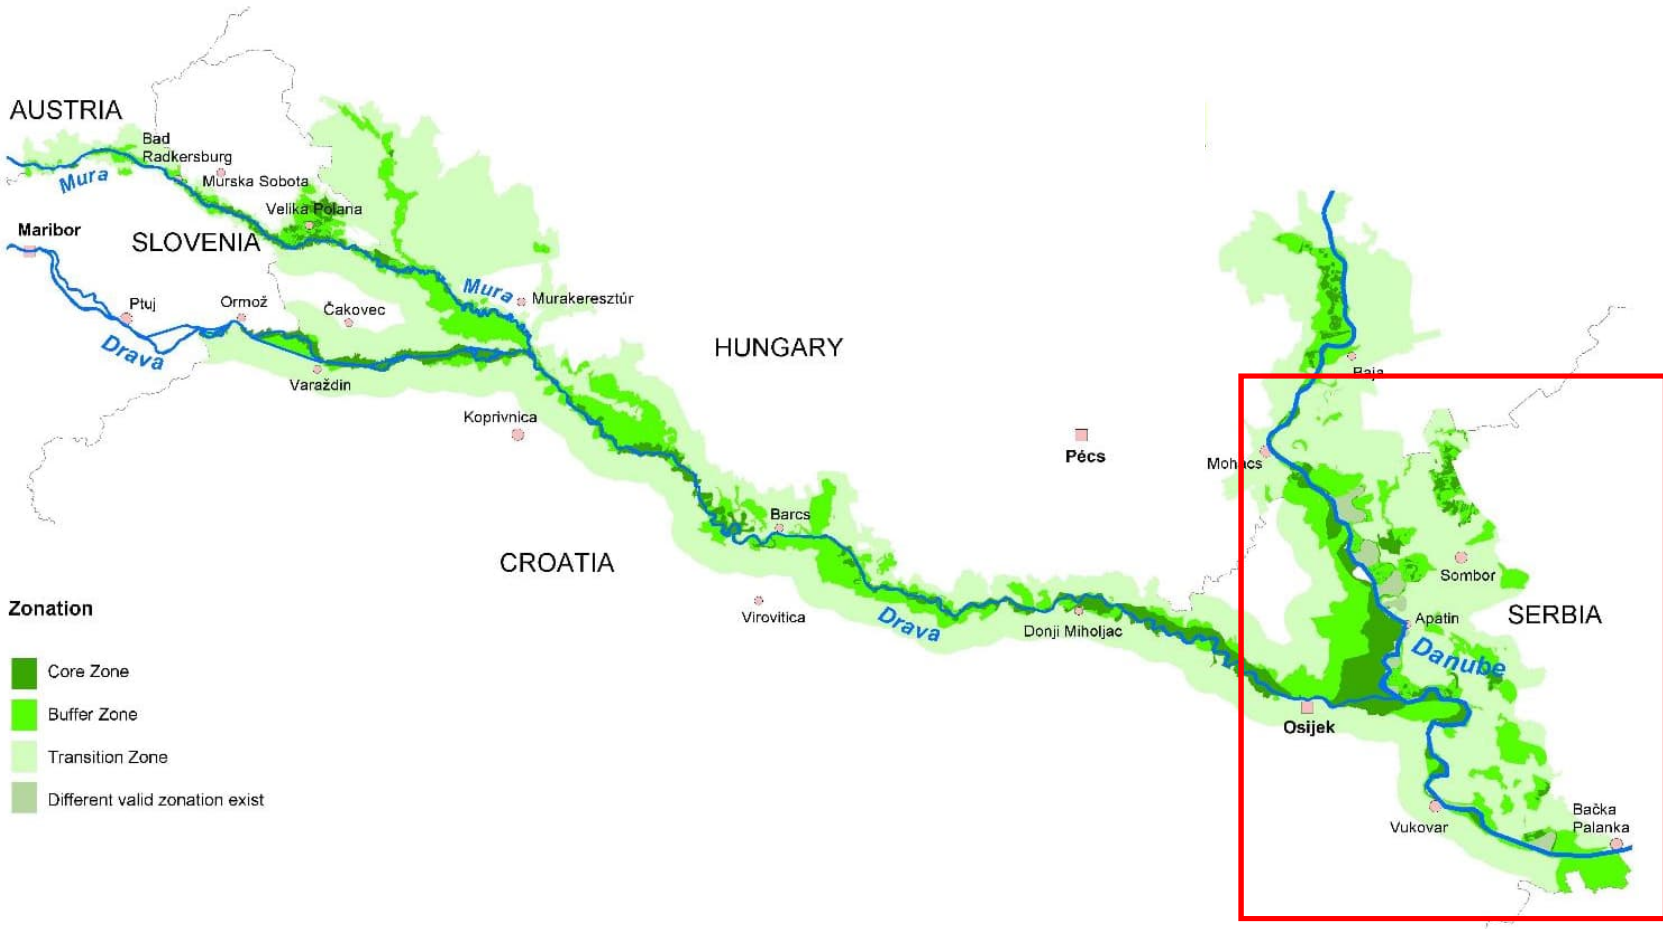 AUSTRIA
Bad
Radkersburg
Mura
Murska Sobota
Velika Polana
Maribor
SLOVENIA
Mura
Murakeresztúr
Ptuj
Ormož
Čakovec
Drava
Varaždin
HUNGARY
Baja
Koprivnica
Pécs
Mohacs
Barcs
CROATIA
Sombor
Virovitica
Drava
Donji Miholjac
Apatin
SERBIA
Danube
Osijek
Vukovar
Bačka
Palanka
Zonation
Core Zone
Buffer Zone
Transition Zone
Different valid zonation exist